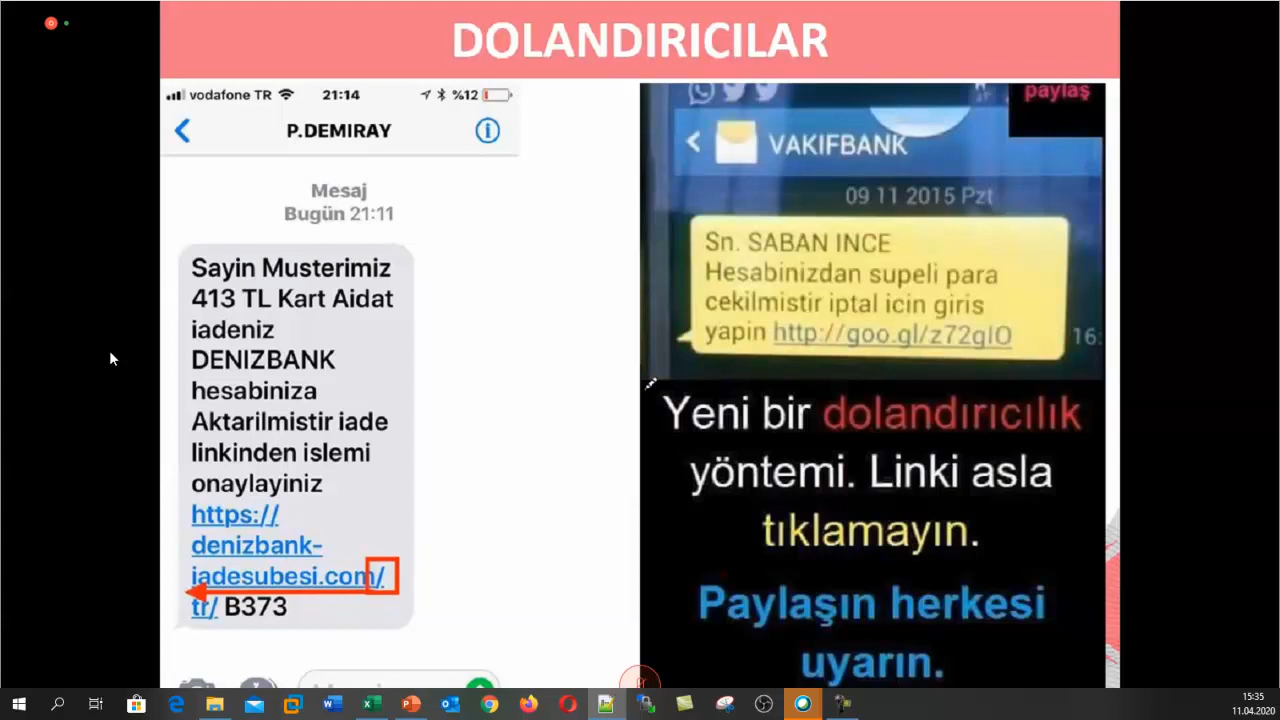 DOLANDIRICILAR
vodafone TR
21:14
%12
P.DEMIRAY
Mesaj
Bugün 21:11
Sayin Musterimiz
413 TL Kart Aidat
iadeniz
DENIZBANK
hesabiniza
Aktarilmistir iade
linkinden islemi
onaylayiniz
https://
denizbank-
iadesubesi.com/
tr/ B373
paylaş
VAKIFBANK
09 11 2015 Pzt
Sn. SABAN INCE
Hesabinizdan supeli para
cekilmistir iptal icin giris
yapin http://goo.gl/z72glO
16:
Yeni bir dolandırıcılık
yöntemi. Linki asla
tıklamayın.
Paylaşın herkesi
uyarın.
15:35
11.04.2020